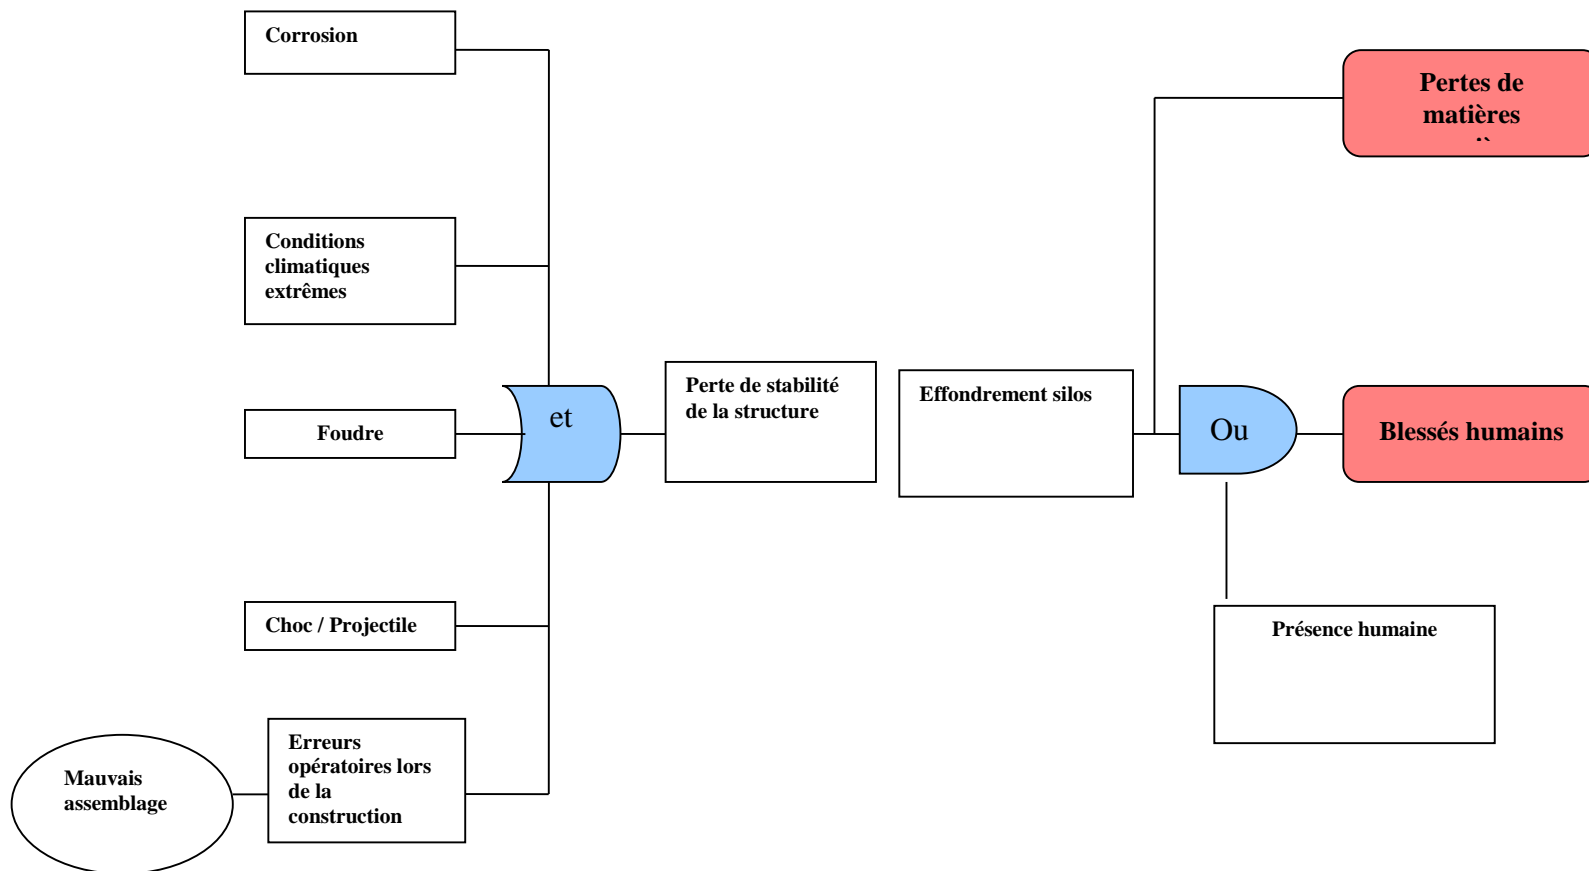 Corrosion
Pertes de
matières
Conditions
climatiques
extrêmes
Perte de stabilité
de la structure
Effondrement silos
et
Foudre
Ou
Blessés humains
Choc / Projectile
Présence humaine
Erreurs
opératoires lors
de la
construction
Mauvais
assemblage